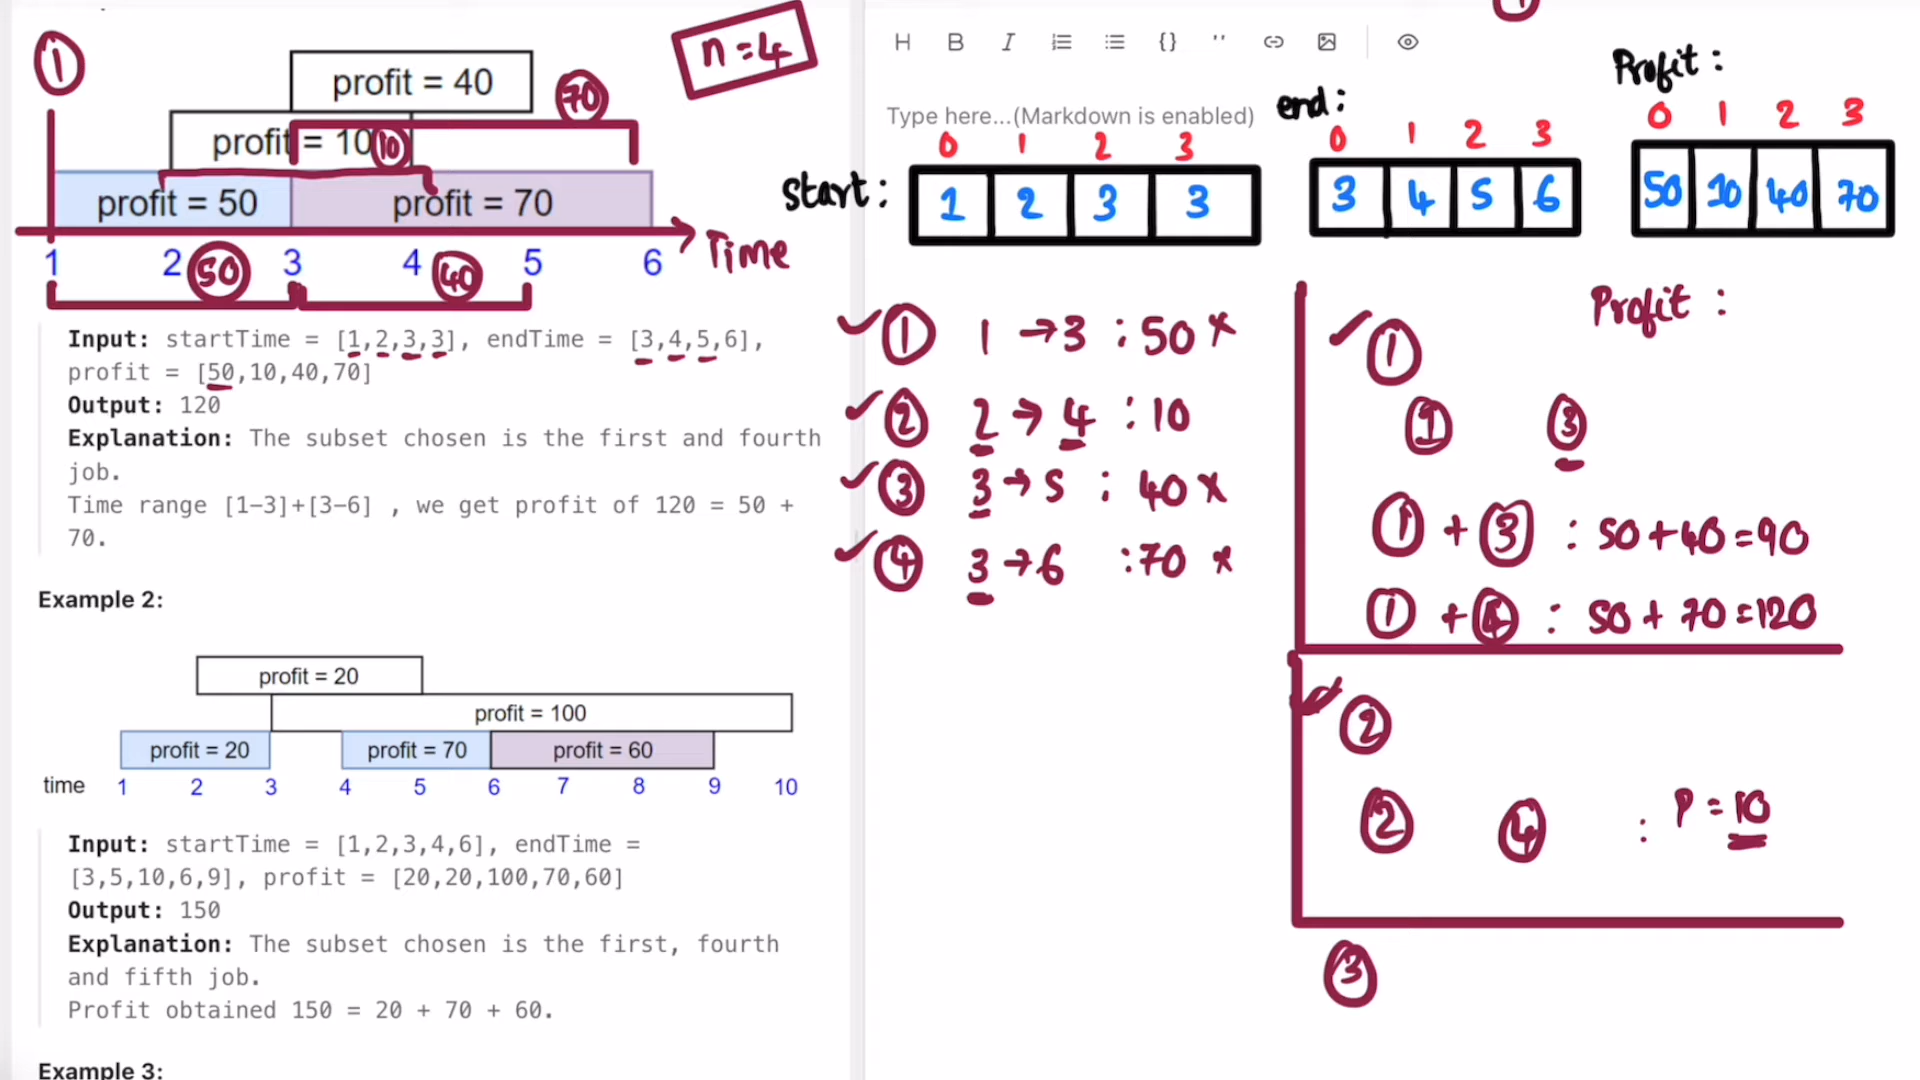 ①
n=4
profit = 40
70
profit = 10
10
profit = 50
profit = 70
1 2 3 4 5 6
50
40
Time
Input: startTime = [1,2,3,3], endTime = [3,4,5,6],
profit = [50,10,40,70]
Output: 120
Explanation: The subset chosen is the first and fourth
job.
Time range [1-3]+[3-6] , we get profit of 120 = 50 +
70.
Example 2:
profit = 20
profit = 100
profit = 20
profit = 70
profit = 60
time 1 2 3 4 5 6 7 8 9 10
Input: startTime = [1,2,3,4,6], endTime =
[3,5,10,6,9], profit = [20,20,100,70,60]
Output: 150
Explanation: The subset chosen is the first, fourth
and fifth job.
Profit obtained 150 = 20 + 70 + 60.
Example 3:
H B I {} ''
Type here...(Markdown is enabled)
0 1 2 3
start: 1 2 3 3
end:
0 1 2 3
3 4 5 6
Profit:
0 1 2 3
50 10 40 70
① 1 → 3 : 50 x
② 2 → 4 : 10
③ 3 → 5 : 40 x
④ 3 → 6 : 70 x
Profit :
①
① ③
① + ③ : 50+40=90
① + ④ : 50 + 70=120
②
② ④ : P = 10
③